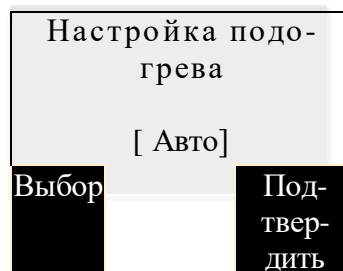 Настройка подо-
грева
[ Авто]
Выбор
Под-
твер-
дить